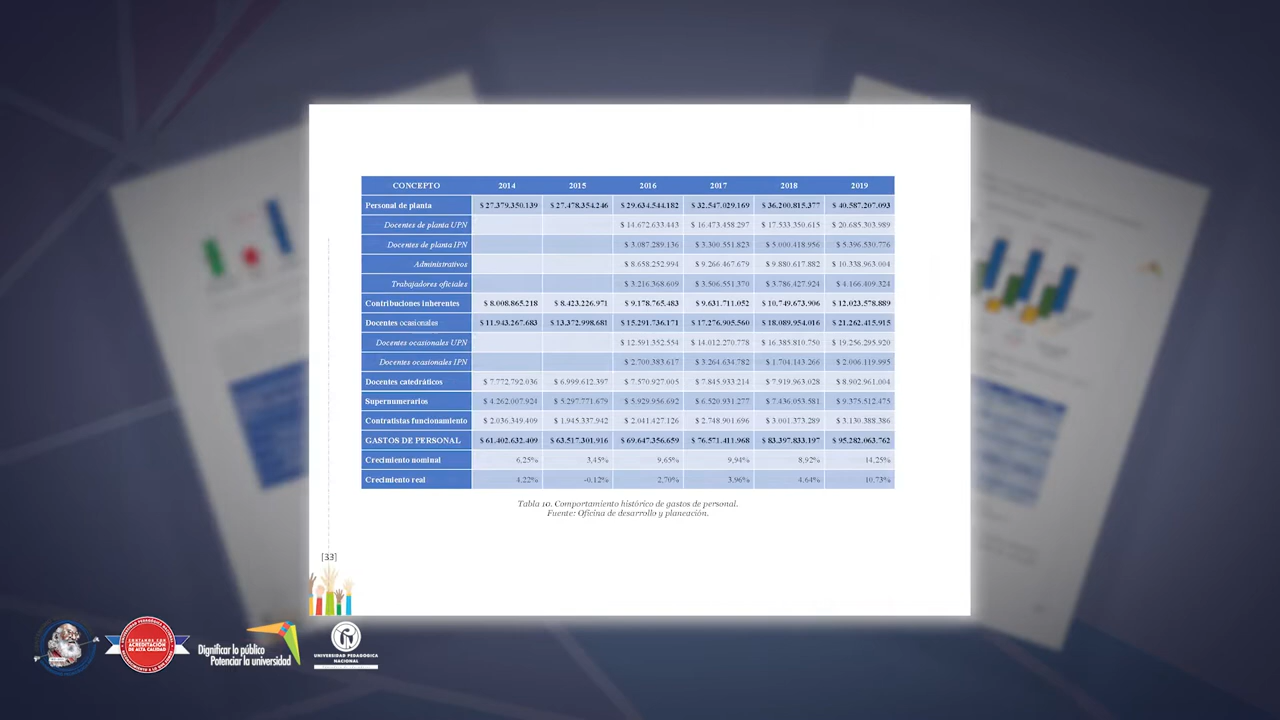 CONCEPTO 2014 2015 2016 2017 2018 2019
Personal de planta $ 27.379.350.139 $ 27.478.354.246 $ 29.634.544.182 $ 32.547.029.169 $ 36.200.815.377 $ 40.587.207.093
Docentes de planta UPN $ 14.672.633.443 $ 16.473.458.297 $ 17.533.350.615 $ 20.685.303.989
Docentes de planta IPN $ 3.087.289.136 $ 3.300.551.823 $ 5.000.418.956 $ 5.396.530.776
Administrativos $ 8.658.252.994 $ 9.266.467.679 $ 9.880.617.882 $ 10.338.963.004
Trabajadores oficiales $ 3.216.368.609 $ 3.506.551.370 $ 3.786.427.924 $ 4.166.409.324
Contribuciones inherentes $ 8.008.865.218 $ 8.423.226.971 $ 9.178.765.483 $ 9.631.711.052 $ 10.749.673.906 $ 12.023.578.889
Docentes ocasionales $ 11.943.267.683 $ 13.372.998.681 $ 15.291.736.171 $ 17.276.905.560 $ 18.089.954.016 $ 21.262.415.915
Docentes ocasionales UPN $ 12.591.352.554 $ 14.012.270.778 $ 16.385.810.750 $ 19.256.295.920
Docentes ocasionales IPN $ 2.700.383.617 $ 3.264.634.782 $ 1.704.143.266 $ 2.006.119.995
Docentes catedráticos $ 7.772.792.036 $ 6.999.612.397 $ 7.570.927.005 $ 7.845.933.214 $ 7.919.963.028 $ 8.902.961.004
Supernumerarios $ 4.262.007.924 $ 5.297.771.679 $ 5.929.956.692 $ 6.520.931.277 $ 7.436.053.581 $ 9.375.512.475
Contratistas funcionamiento $ 2.036.349.409 $ 1.945.337.942 $ 2.041.427.126 $ 2.748.901.696 $ 3.001.373.289 $ 3.130.388.386
GASTOS DE PERSONAL $ 61.402.632.409 $ 63.517.301.916 $ 69.647.356.659 $ 76.571.411.968 $ 83.397.833.197 $ 95.282.063.762
Crecimiento nominal 6,25% 3,45% 9,65% 9,94% 8,92% 14,25%
Crecimiento real 4,22% -0,12% 2,70% 3,96% 4,64% 10,73%
Tabla 10. Comportamiento histórico de gastos de personal.
Fuente: Oficina de desarrollo y planeación.
[33]
CONTAMOS CON
ACREDITACIÓN
DE ALTA CALIDAD
Dignificar lo público
Potenciar la universidad
UNIVERSIDAD PEDAGÓGICA
NACIONAL